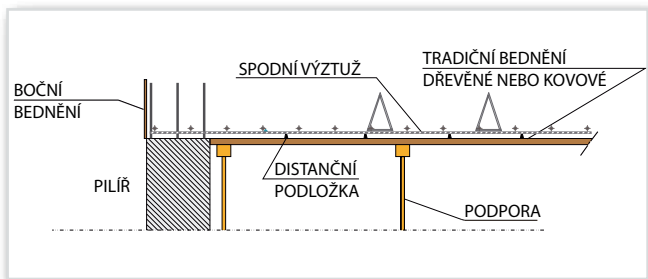 BOČNÍ
BEDNĚNÍ
SPODNÍ VÝZTUŽ
TRADIČNÍ BEDNĚNÍ
DŘEVĚNÉ NEBO KOVOVÉ
PILÍŘ
DISTANČNÍ
PODLOŽKA
PODPORA